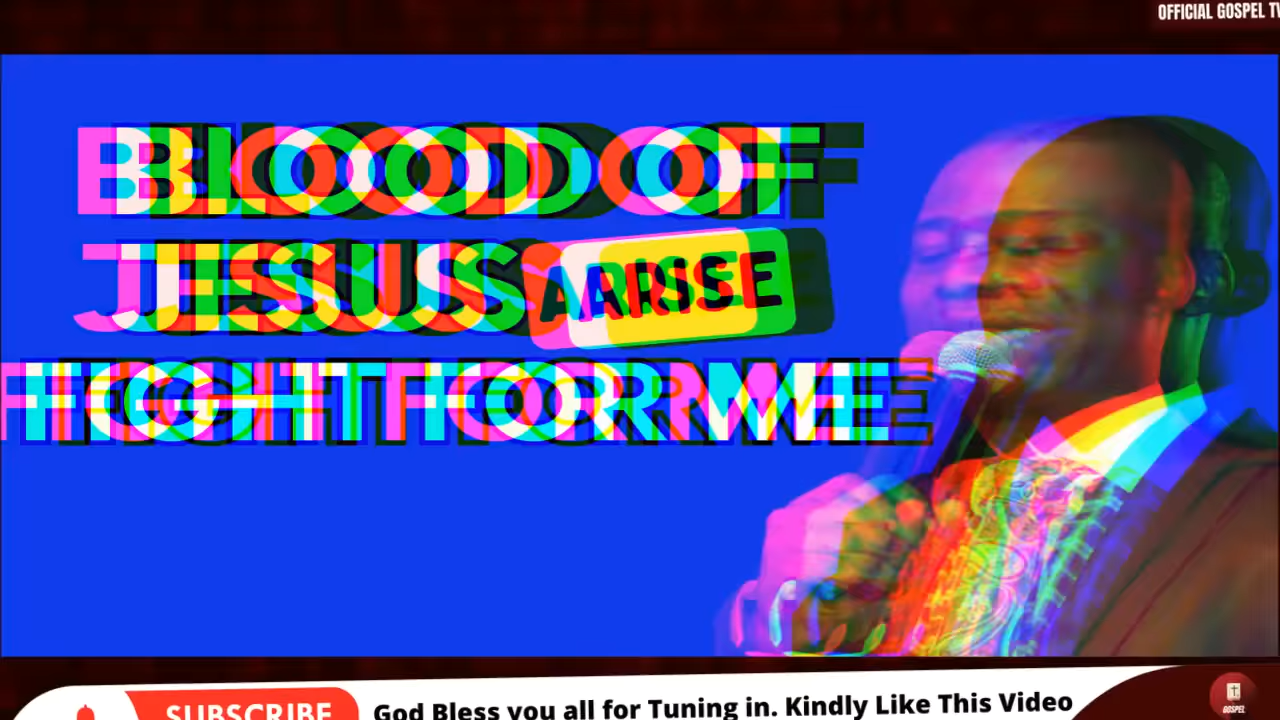 OFFICIAL GOSPEL TV
BLOOD OF
JESUS ARISE
FIGHT FOR ME
SUBSCRIBE
God Bless you all for Tuning in. Kindly Like This Video
GOSPEL